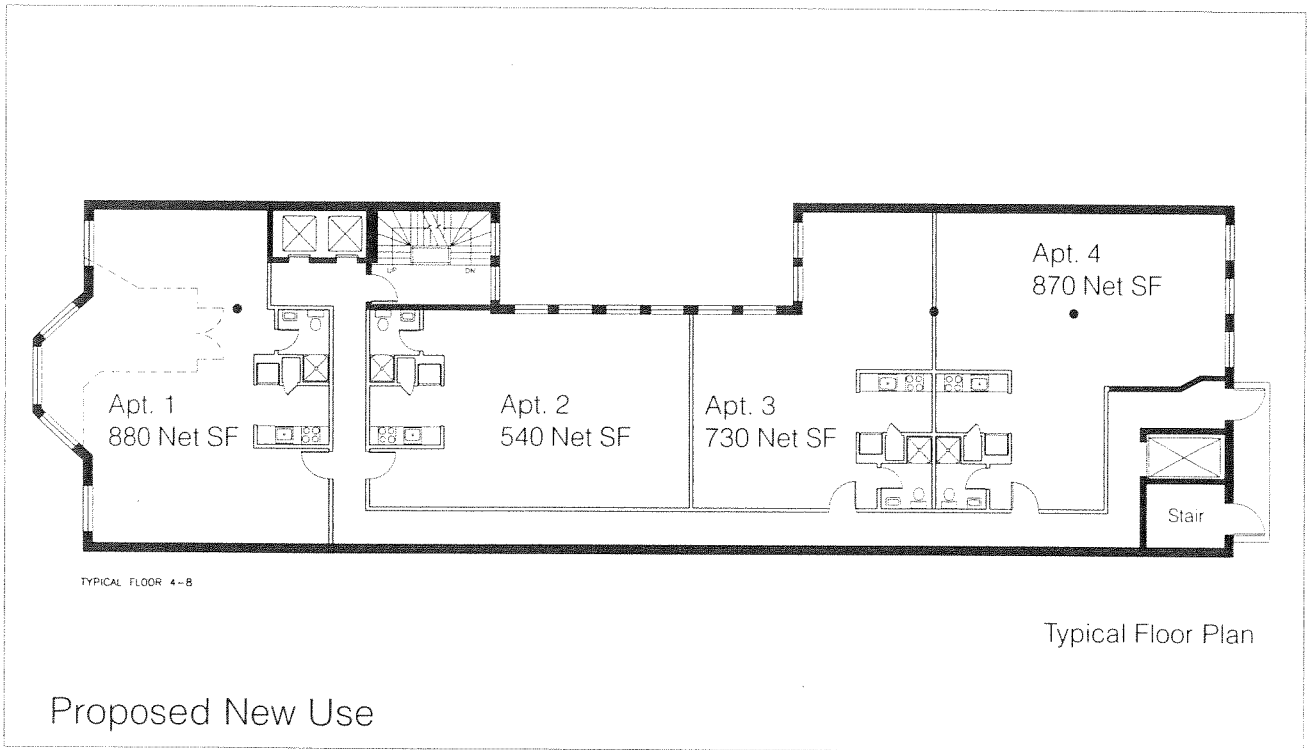 UP
DN
Apt. 4
870 Net SF
Apt. 1
880 Net SF
Apt. 2
540 Net SF
Apt. 3
730 Net SF
Stair
TYPICAL FLOOR 4-8
Typical Floor Plan
Proposed New Use